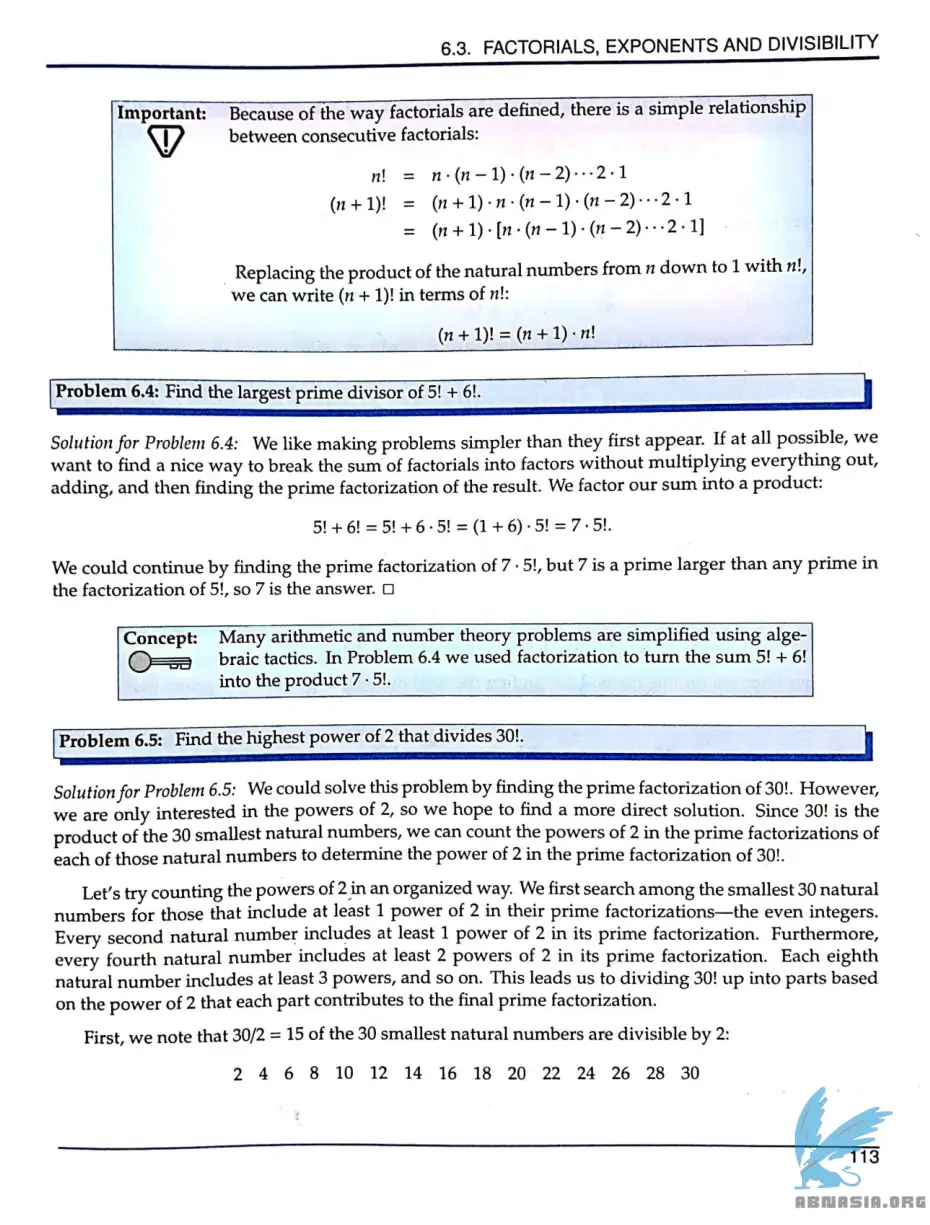 6.3. FACTORIALS, EXPONENTS AND DIVISIBILITY
Important: Because of the way factorials are defined, there is a simple relationship
between consecutive factorials:
n! = n · (n − 1) · (n − 2) · · · 2 · 1
(n + 1)! = (n + 1) · n · (n − 1) · (n − 2) · · · 2 · 1
= (n + 1) · [n · (n − 1) · (n − 2) · · · 2 · 1]
Replacing the product of the natural numbers from n down to 1 with n!,
we can write (n + 1)! in terms of n!:
(n + 1)! = (n + 1) · n!
Problem 6.4: Find the largest prime divisor of 5! + 6!.
Solution for Problem 6.4: We like making problems simpler than they first appear. If at all possible, we
want to find a nice way to break the sum of factorials into factors without multiplying everything out,
adding, and then finding the prime factorization of the result. We factor our sum into a product:
5! + 6! = 5! + 6 · 5! = (1 + 6) · 5! = 7 · 5!.
We could continue by finding the prime factorization of 7 · 5!, but 7 is a prime larger than any prime in
the factorization of 5!, so 7 is the answer. □
Concept: Many arithmetic and number theory problems are simplified using alge-
braic tactics. In Problem 6.4 we used factorization to turn the sum 5! + 6!
into the product 7 · 5!.
Problem 6.5: Find the highest power of 2 that divides 30!.
Solution for Problem 6.5: We could solve this problem by finding the prime factorization of 30!. However,
we are only interested in the powers of 2, so we hope to find a more direct solution. Since 30! is the
product of the 30 smallest natural numbers, we can count the powers of 2 in the prime factorizations of
each of those natural numbers to determine the power of 2 in the prime factorization of 30!.
Let's try counting the powers of 2 in an organized way. We first search among the smallest 30 natural
numbers for those that include at least 1 power of 2 in their prime factorizations—the even integers.
Every second natural number includes at least 1 power of 2 in its prime factorization. Furthermore,
every fourth natural number includes at least 2 powers of 2 in its prime factorization. Each eighth
natural number includes at least 3 powers, and so on. This leads us to dividing 30! up into parts based
on the power of 2 that each part contributes to the final prime factorization.
First, we note that 30/2 = 15 of the 30 smallest natural numbers are divisible by 2:
2 4 6 8 10 12 14 16 18 20 22 24 26 28 30
113
ABNASIA.ORG